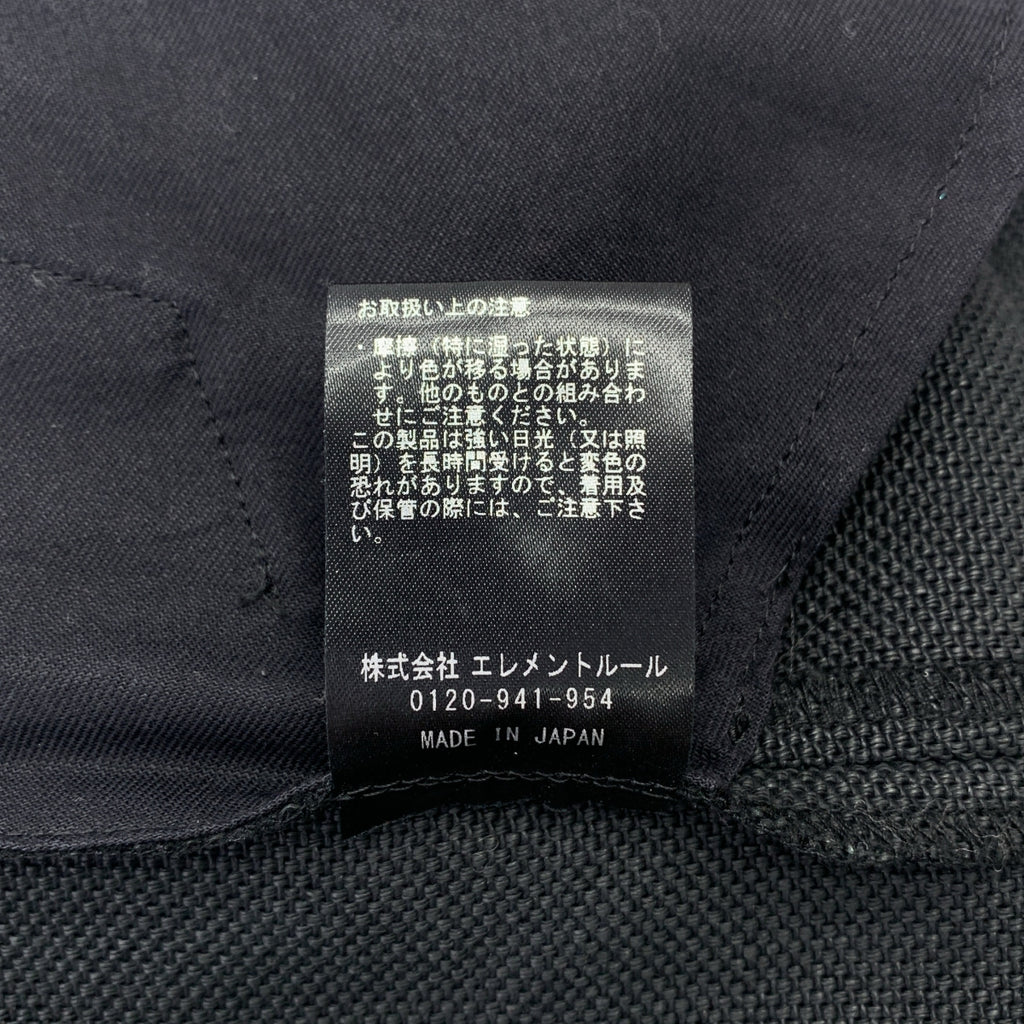 お取扱い上の注意
・摩擦（特に湿った状態）に
より色が移る場合がありま
す。他のものとの組み合わ
せにご注意ください。
この製品は強い日光（又は照
明）を長時間受けると変色の
恐れがありますので、着用及
び保管の際には、ご注意下さ
い。
株式会社 エレメントルール
0120-941-954
MADE IN JAPAN